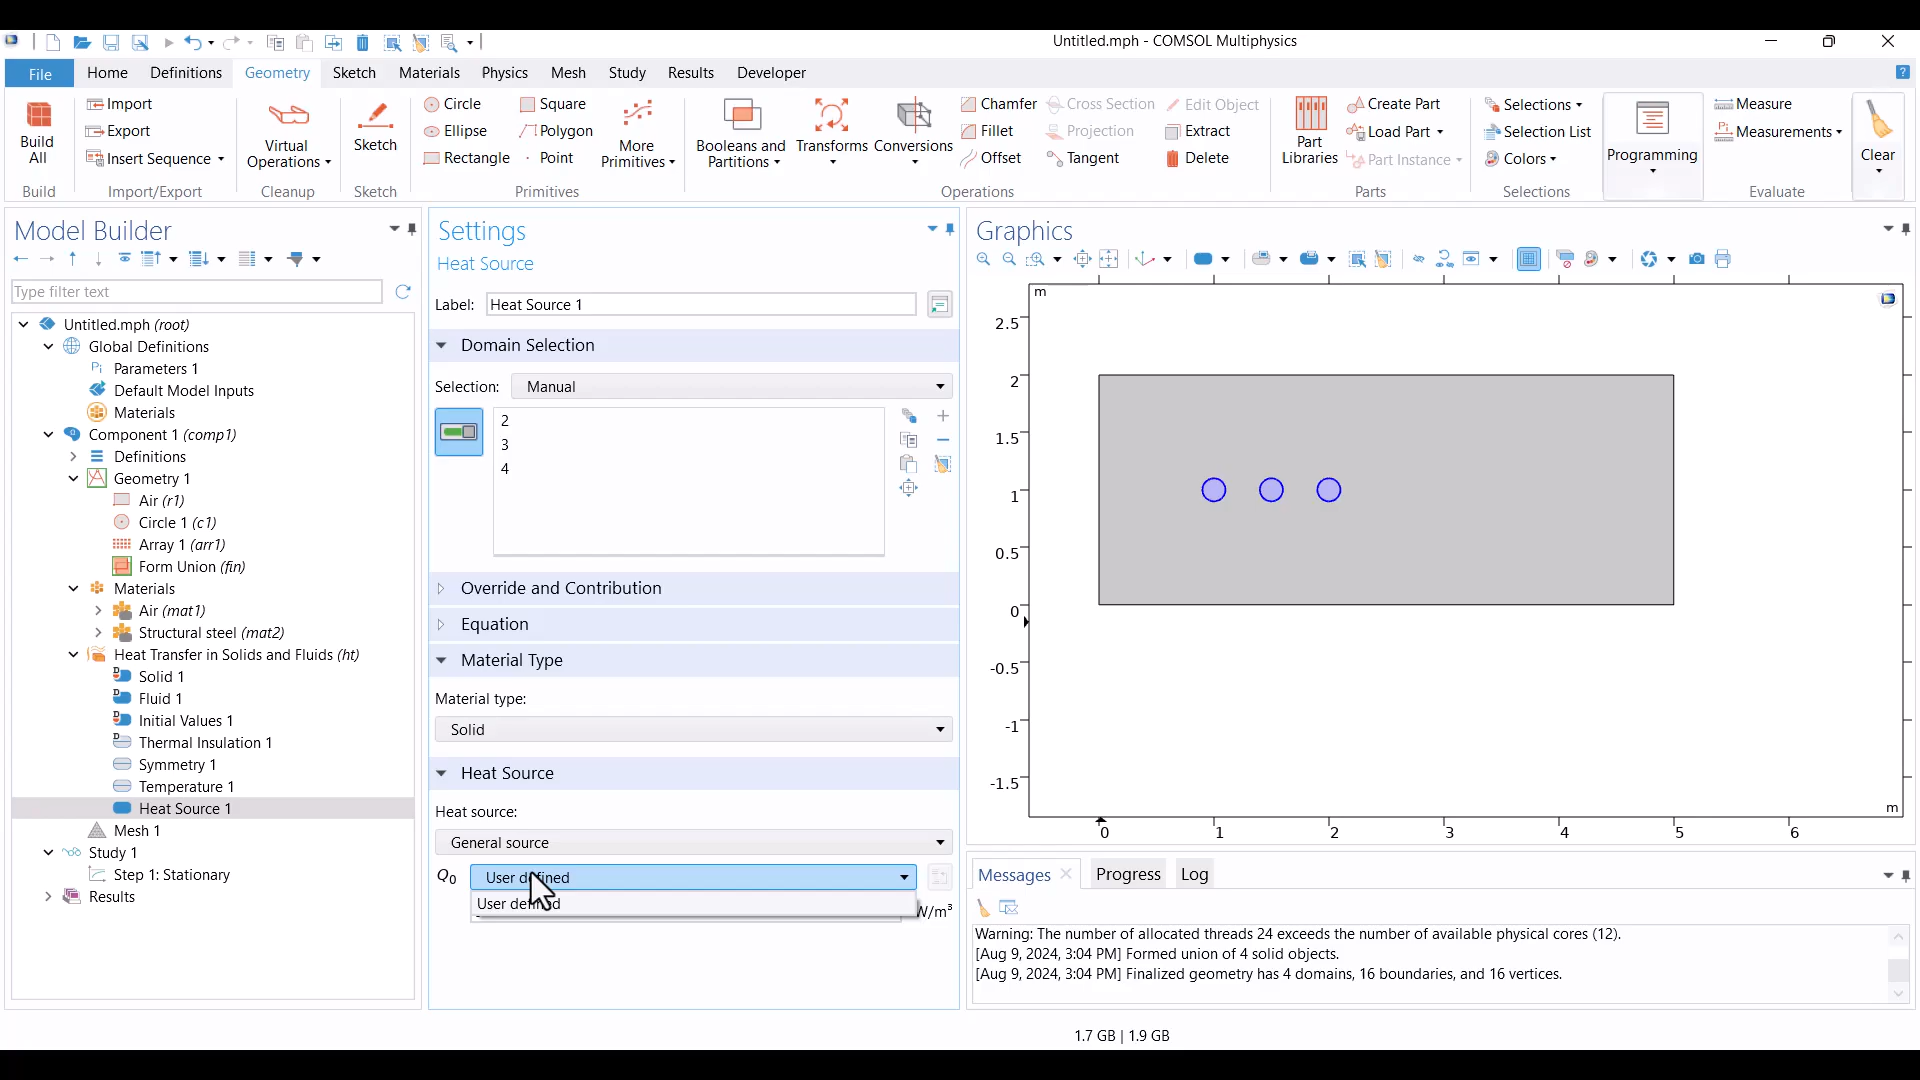 Untitled.mph - COMSOL Multiphysics
File Home Definitions Geometry Sketch Materials Physics Mesh Study Results Developer
Build All
Build
Import
Export
Insert Sequence
Import/Export
Virtual Operations
Cleanup
Sketch
Sketch
Circle
Square
Ellipse
Polygon
Rectangle
Point
More Primitives
Primitives
Booleans and Partitions
Transforms
Conversions
Chamfer
Cross Section
Edit Object
Fillet
Projection
Extract
Offset
Tangent
Delete
Operations
Part Libraries
Create Part
Load Part
Part Instance
Parts
Selections
Selection List
Colors
Selections
Programming
Measure
Measurements
Evaluate
Clear
Model Builder
Type filter text
Untitled.mph (root)
Global Definitions
Pi Parameters 1
Default Model Inputs
Materials
Component 1 (comp1)
Definitions
Geometry 1
Air (r1)
Circle 1 (c1)
Array 1 (arr1)
Form Union (fin)
Materials
Air (mat1)
Structural steel (mat2)
Heat Transfer in Solids and Fluids (ht)
D Solid 1
D Fluid 1
D Initial Values 1
D Thermal Insulation 1
Symmetry 1
Temperature 1
Heat Source 1
Mesh 1
Study 1
Step 1: Stationary
Results
Settings
Heat Source
Label: Heat Source 1
Domain Selection
Selection: Manual
2
3
4
Override and Contribution
Equation
Material Type
Material type:
Solid
Heat Source
Heat source:
General source
Q0 User defined
User defined
W/m³
Graphics
m
2.5
2
1.5
1
0.5
0
-0.5
-1
-1.5
m
0 1 2 3 4 5 6
Messages Progress Log
Warning: The number of allocated threads 24 exceeds the number of available physical cores (12).
[Aug 9, 2024, 3:04 PM] Formed union of 4 solid objects.
[Aug 9, 2024, 3:04 PM] Finalized geometry has 4 domains, 16 boundaries, and 16 vertices.
1.7 GB | 1.9 GB